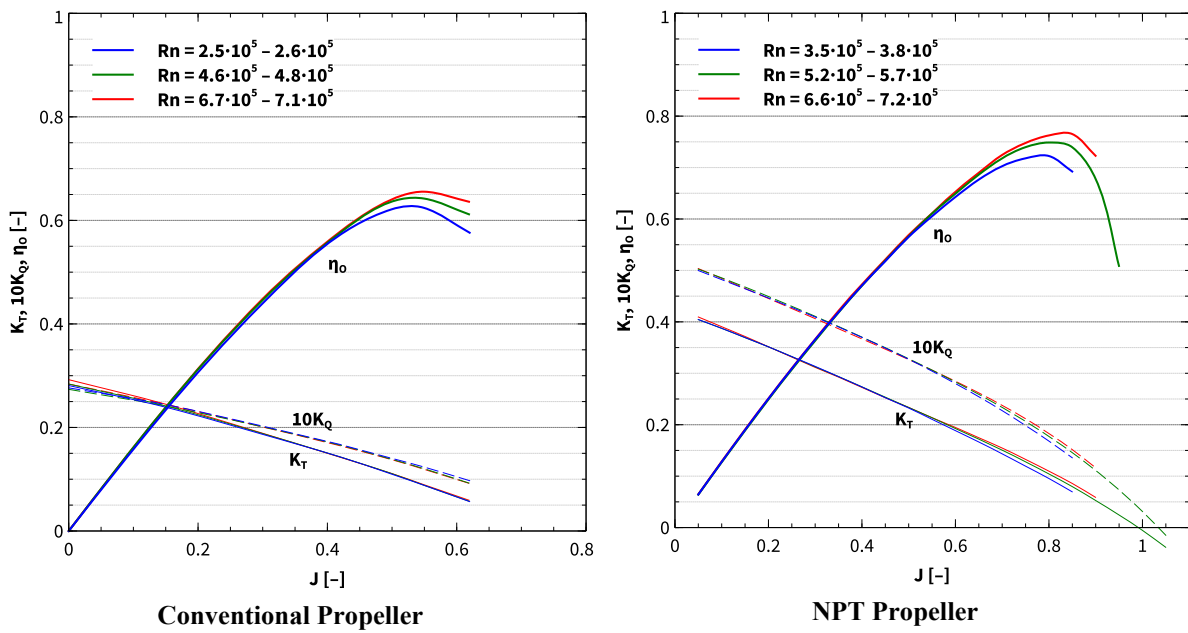 Rn = 2.5·10⁵ – 2.6·10⁵
Rn = 4.6·10⁵ – 4.8·10⁵
Rn = 6.7·10⁵ – 7.1·10⁵
1
0.8
0.6
0.4
0.2
0
K_T, 10K_Q, η_O [–]
η_O
10K_Q
K_T
0 0.2 0.4 0.6 0.8
J [–]
Conventional Propeller
Rn = 3.5·10⁵ – 3.8·10⁵
Rn = 5.2·10⁵ – 5.7·10⁵
Rn = 6.6·10⁵ – 7.2·10⁵
1
0.8
0.6
0.4
0.2
0
K_T, 10K_Q, η_O [–]
η_O
10K_Q
K_T
0 0.2 0.4 0.6 0.8 1
J [–]
NPT Propeller